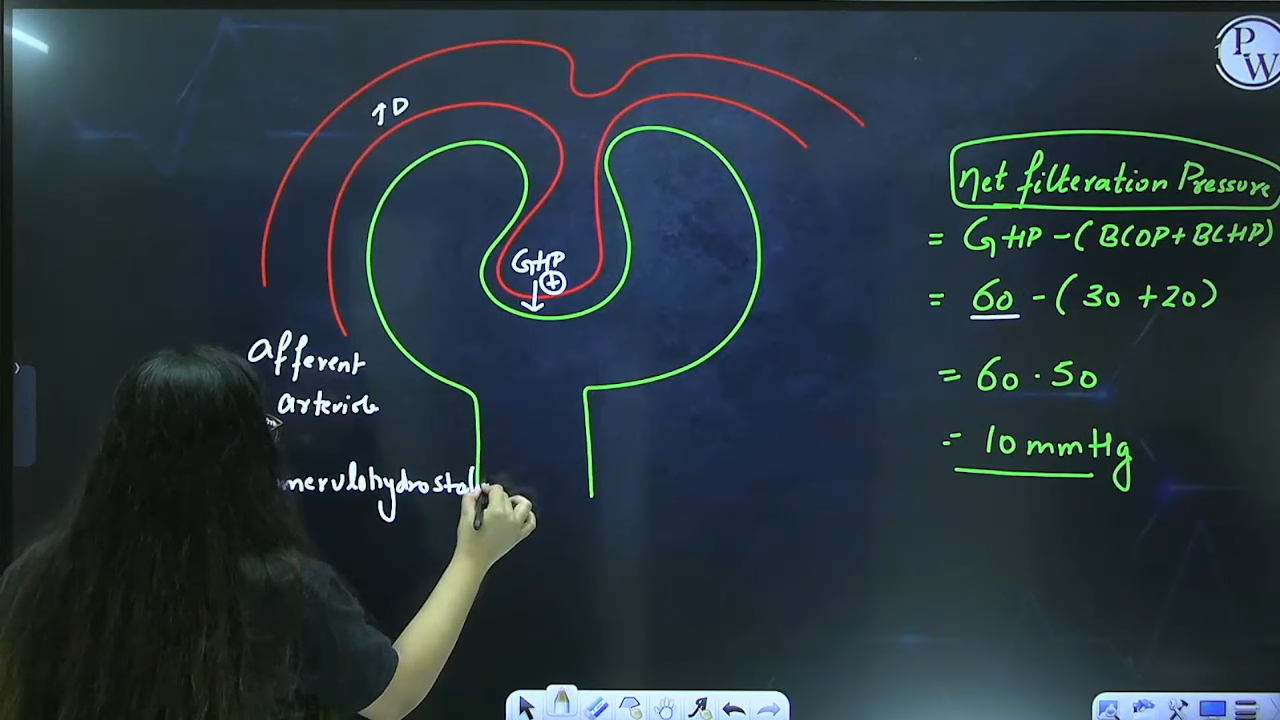 PW
↑D
GHP
+
afferent
arteriole
merulohydrostat
net filteration Pressure
= GHP-(BCOP+BCHP)
= 60-(30+20)
= 60-50
= 10 mmHg